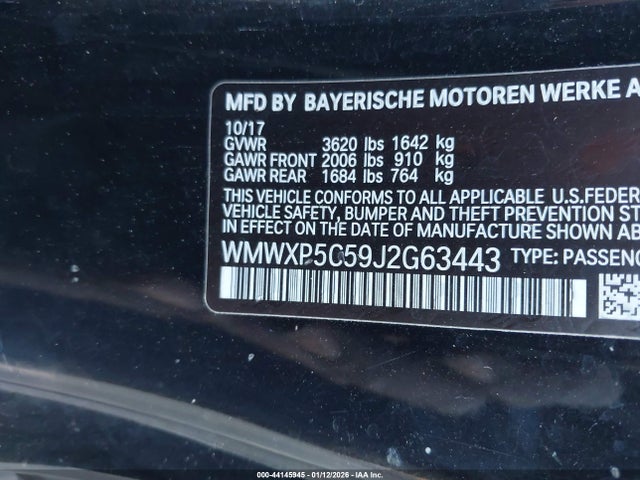 MFD BY BAYERISCHE MOTOREN WERKE A
10/17
GVWR 3620 lbs 1642 kg
GAWR FRONT 2006 lbs 910 kg
GAWR REAR 1684 lbs 764 kg
THIS VEHICLE CONFORMS TO ALL APPLICABLE U.S.FEDER
VEHICLE SAFETY, BUMPER AND THEFT PREVENTION S
IN EFFECT ON THE DATE OF MANUFACTURE SHOWN AB
WMWXP5C59J2G63443 TYPE: PASSENG
000-44145945 - 01/12/2026 - IAA Inc.